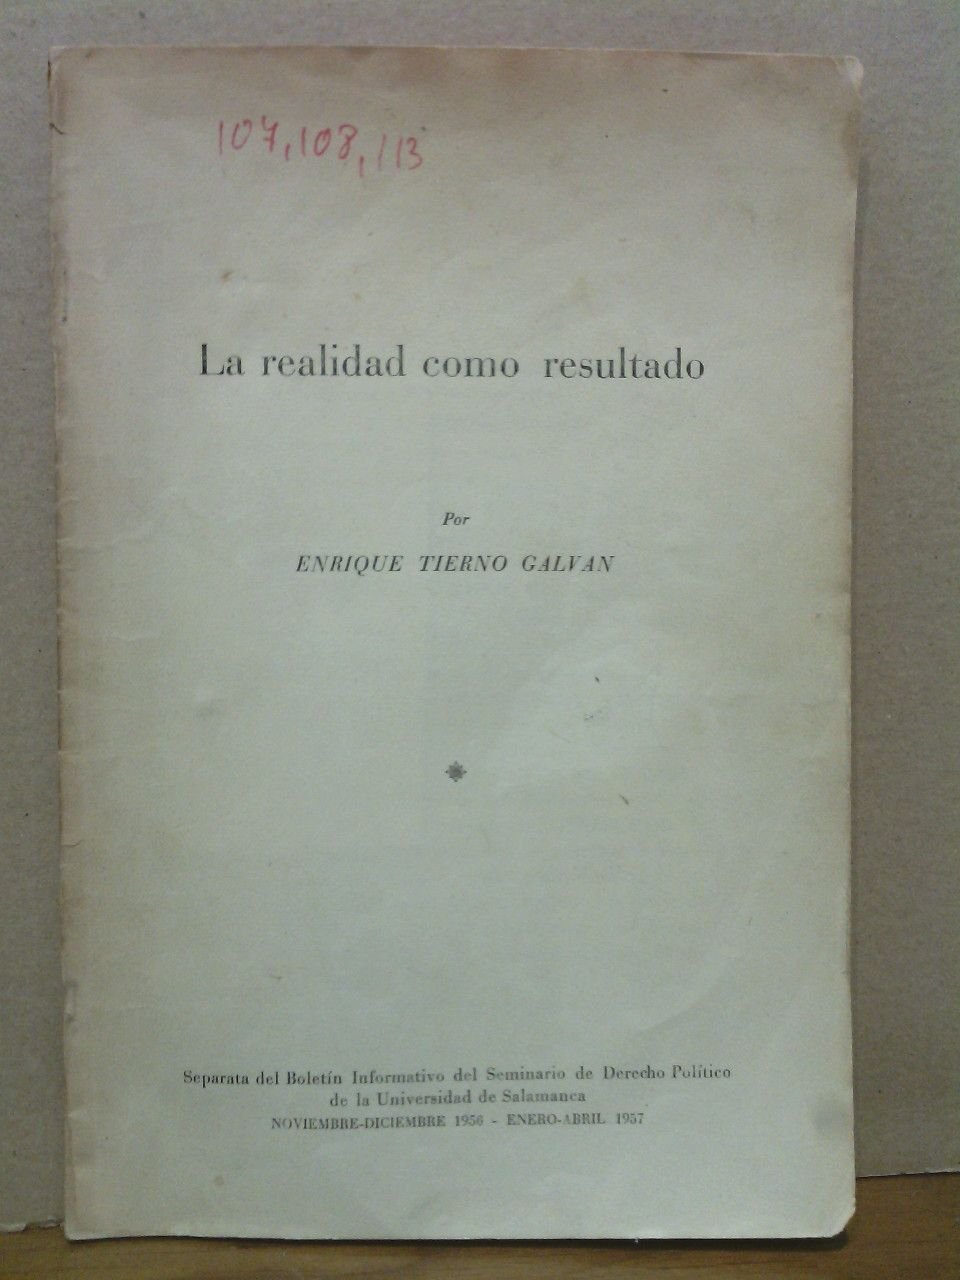 107, 108, 113
La realidad como resultado
Por
ENRIQUE TIERNO GALVAN
Separata del Boletín Informativo del Seminario de Derecho Político
de la Universidad de Salamanca
NOVIEMBRE-DICIEMBRE 1956 - ENERO-ABRIL 1957